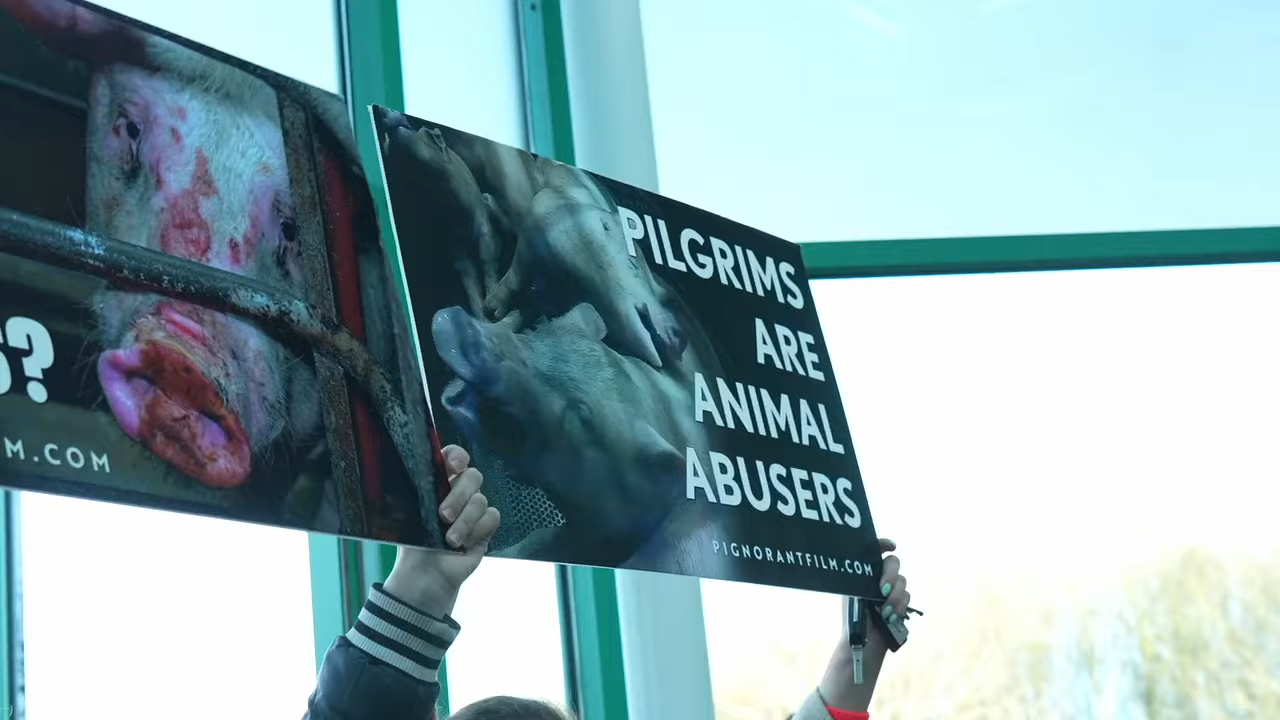 ?
M.COM
PILGRIMS
ARE
ANIMAL
ABUSERS
PIGNORANTFILM.COM